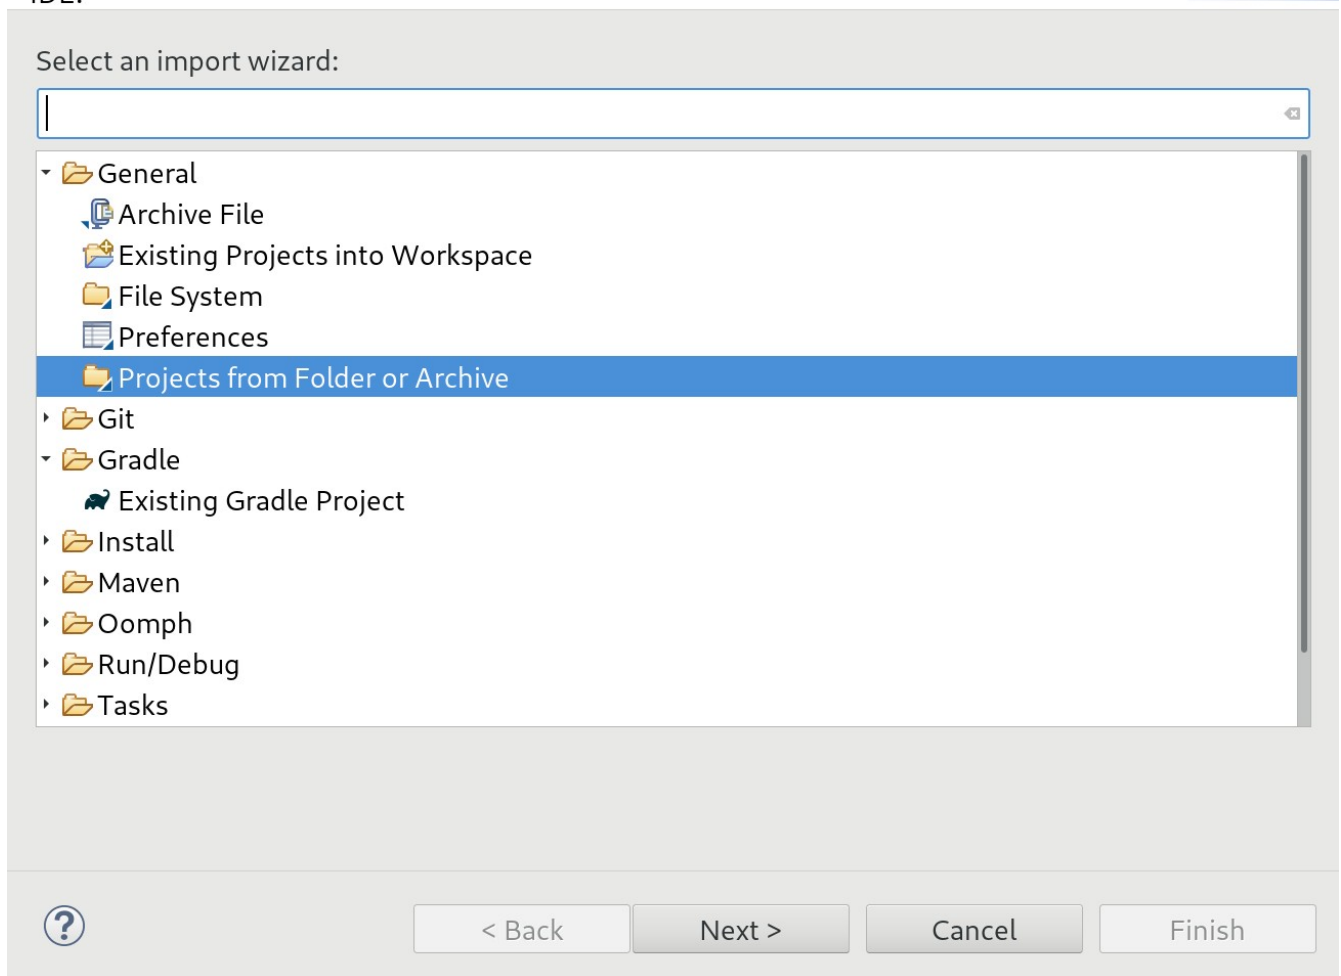 IDE.
Select an import wizard:
General
Archive File
Existing Projects into Workspace
File System
Preferences
Projects from Folder or Archive
Git
Gradle
Existing Gradle Project
Install
Maven
Oomph
Run/Debug
Tasks
< Back
Next >
Cancel
Finish